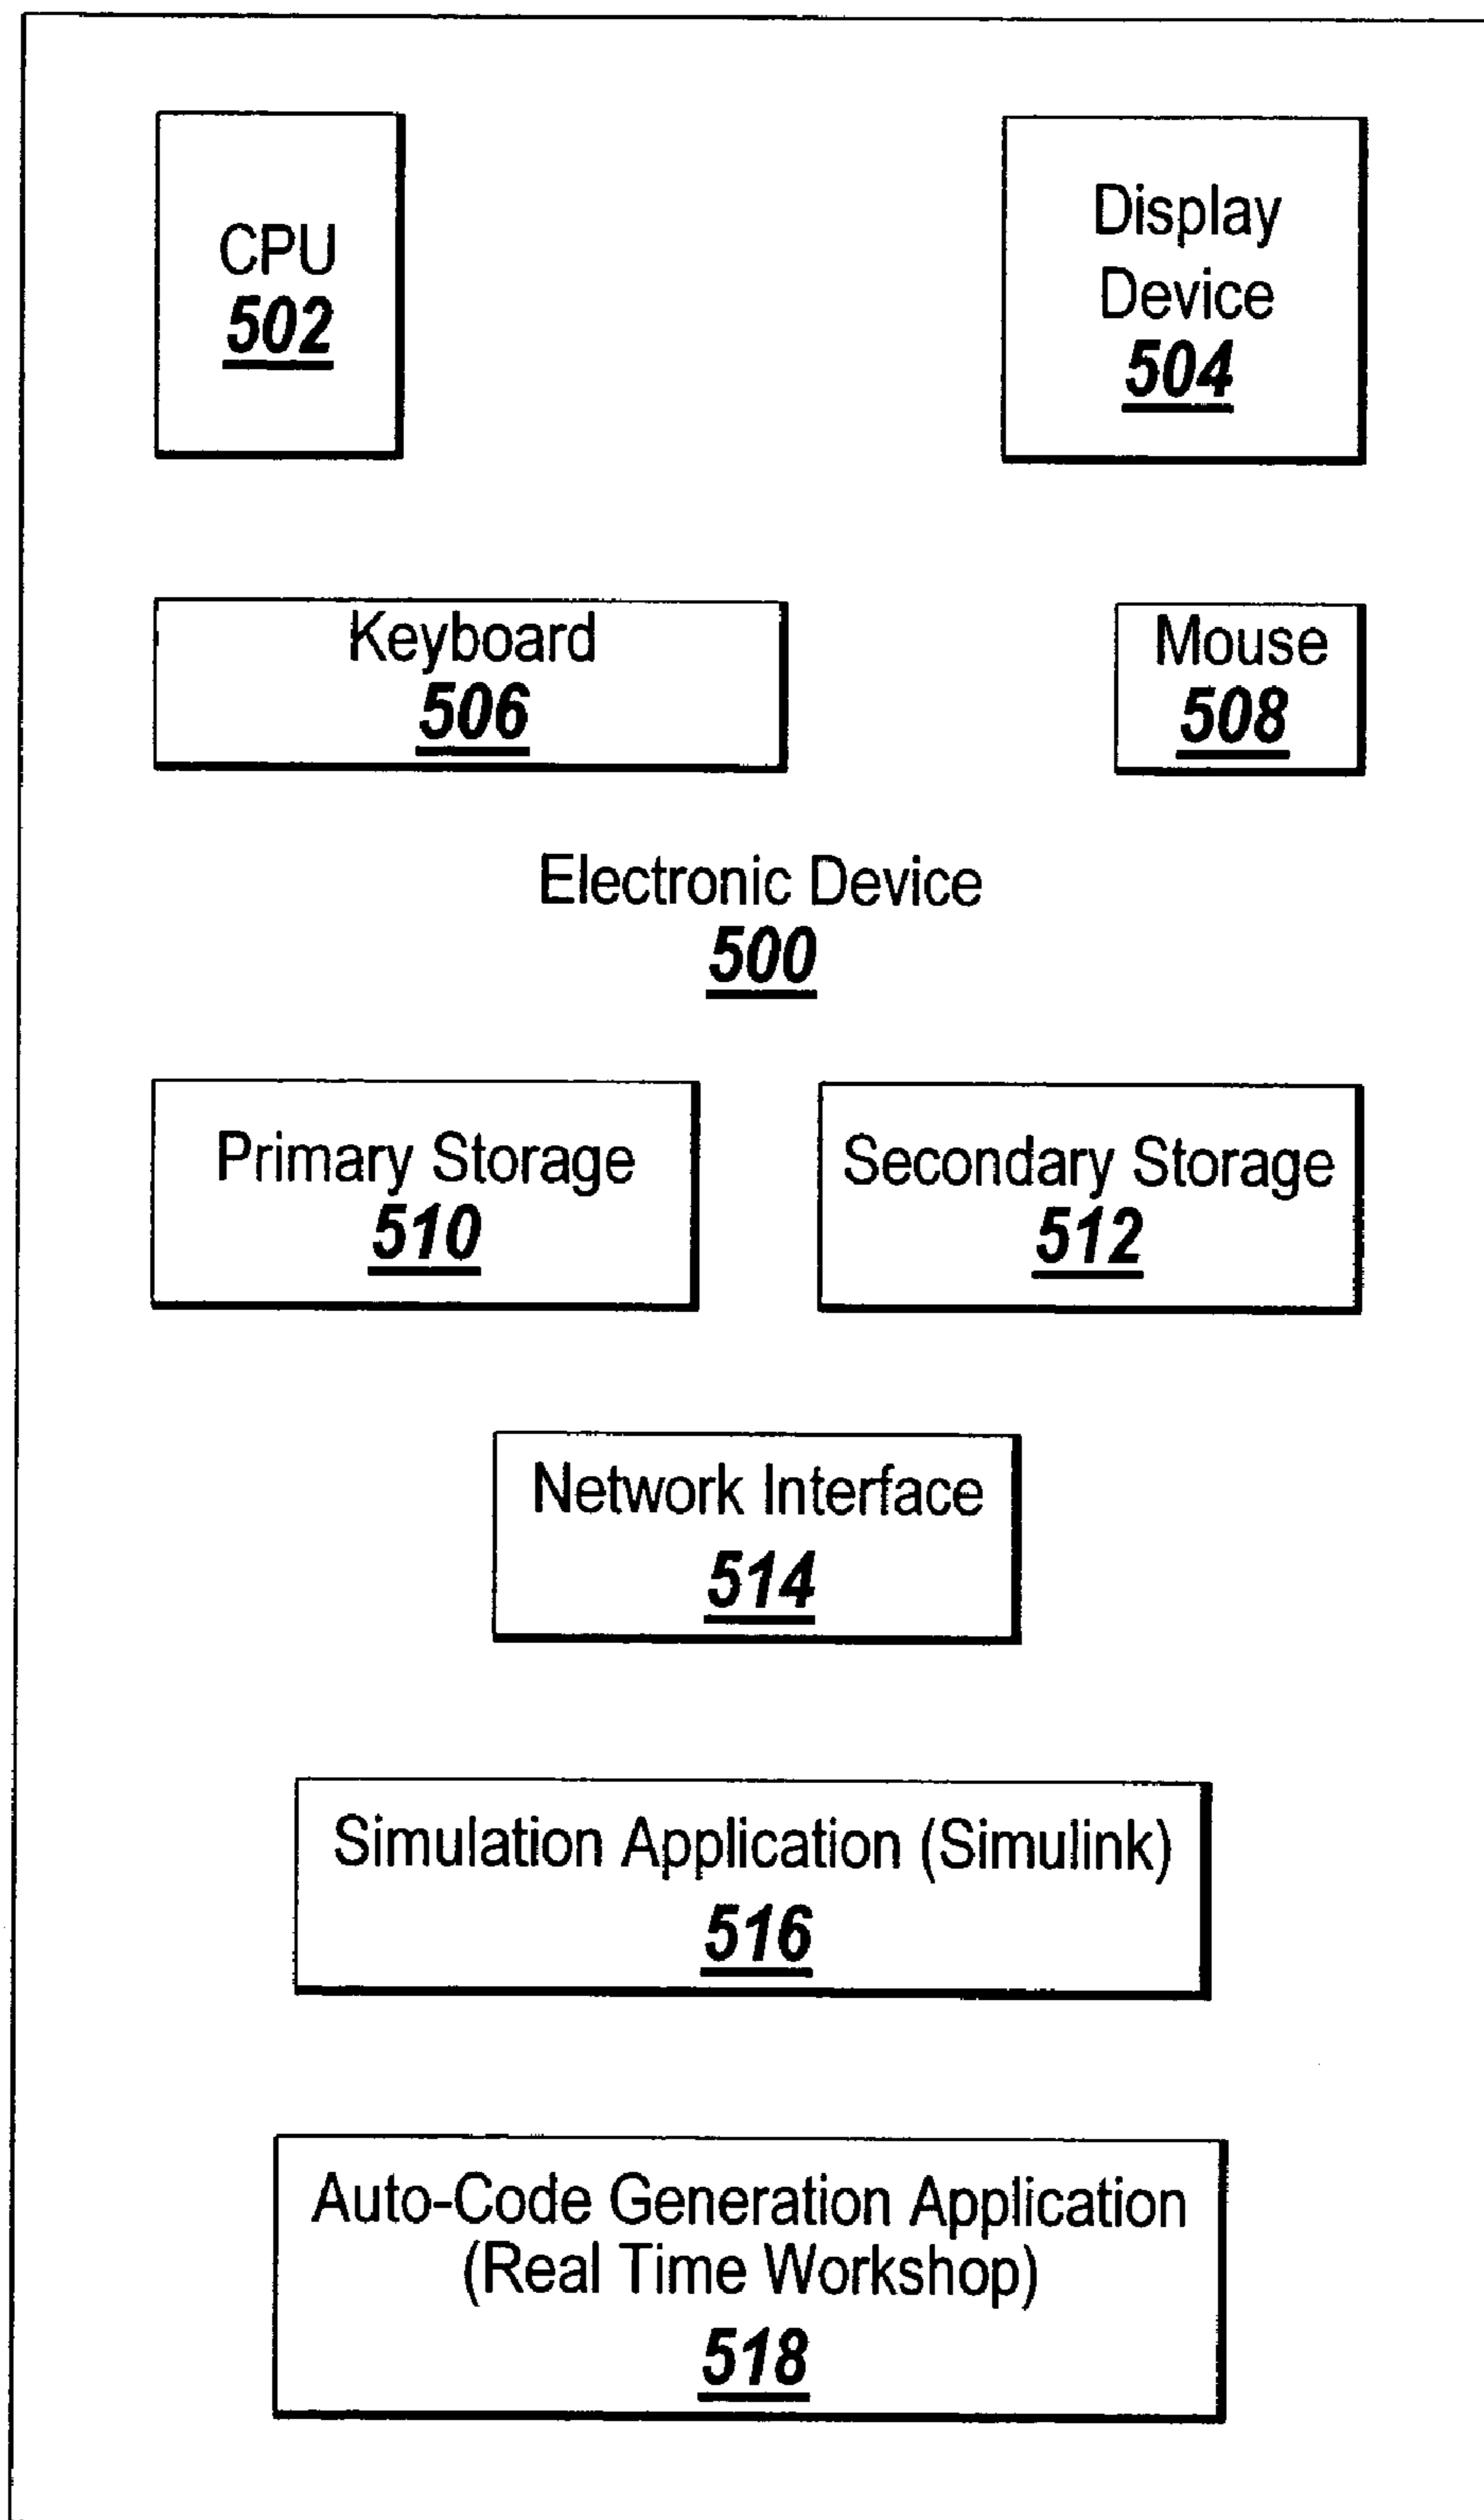 CPU
502
Display
Device
504
Keyboard
506
Mouse
508
Electronic Device
500
Primary Storage
510
Secondary Storage
512
Network Interface
514
Simulation Application (Simulink)
516
Auto-Code Generation Application
(Real Time Workshop)
518